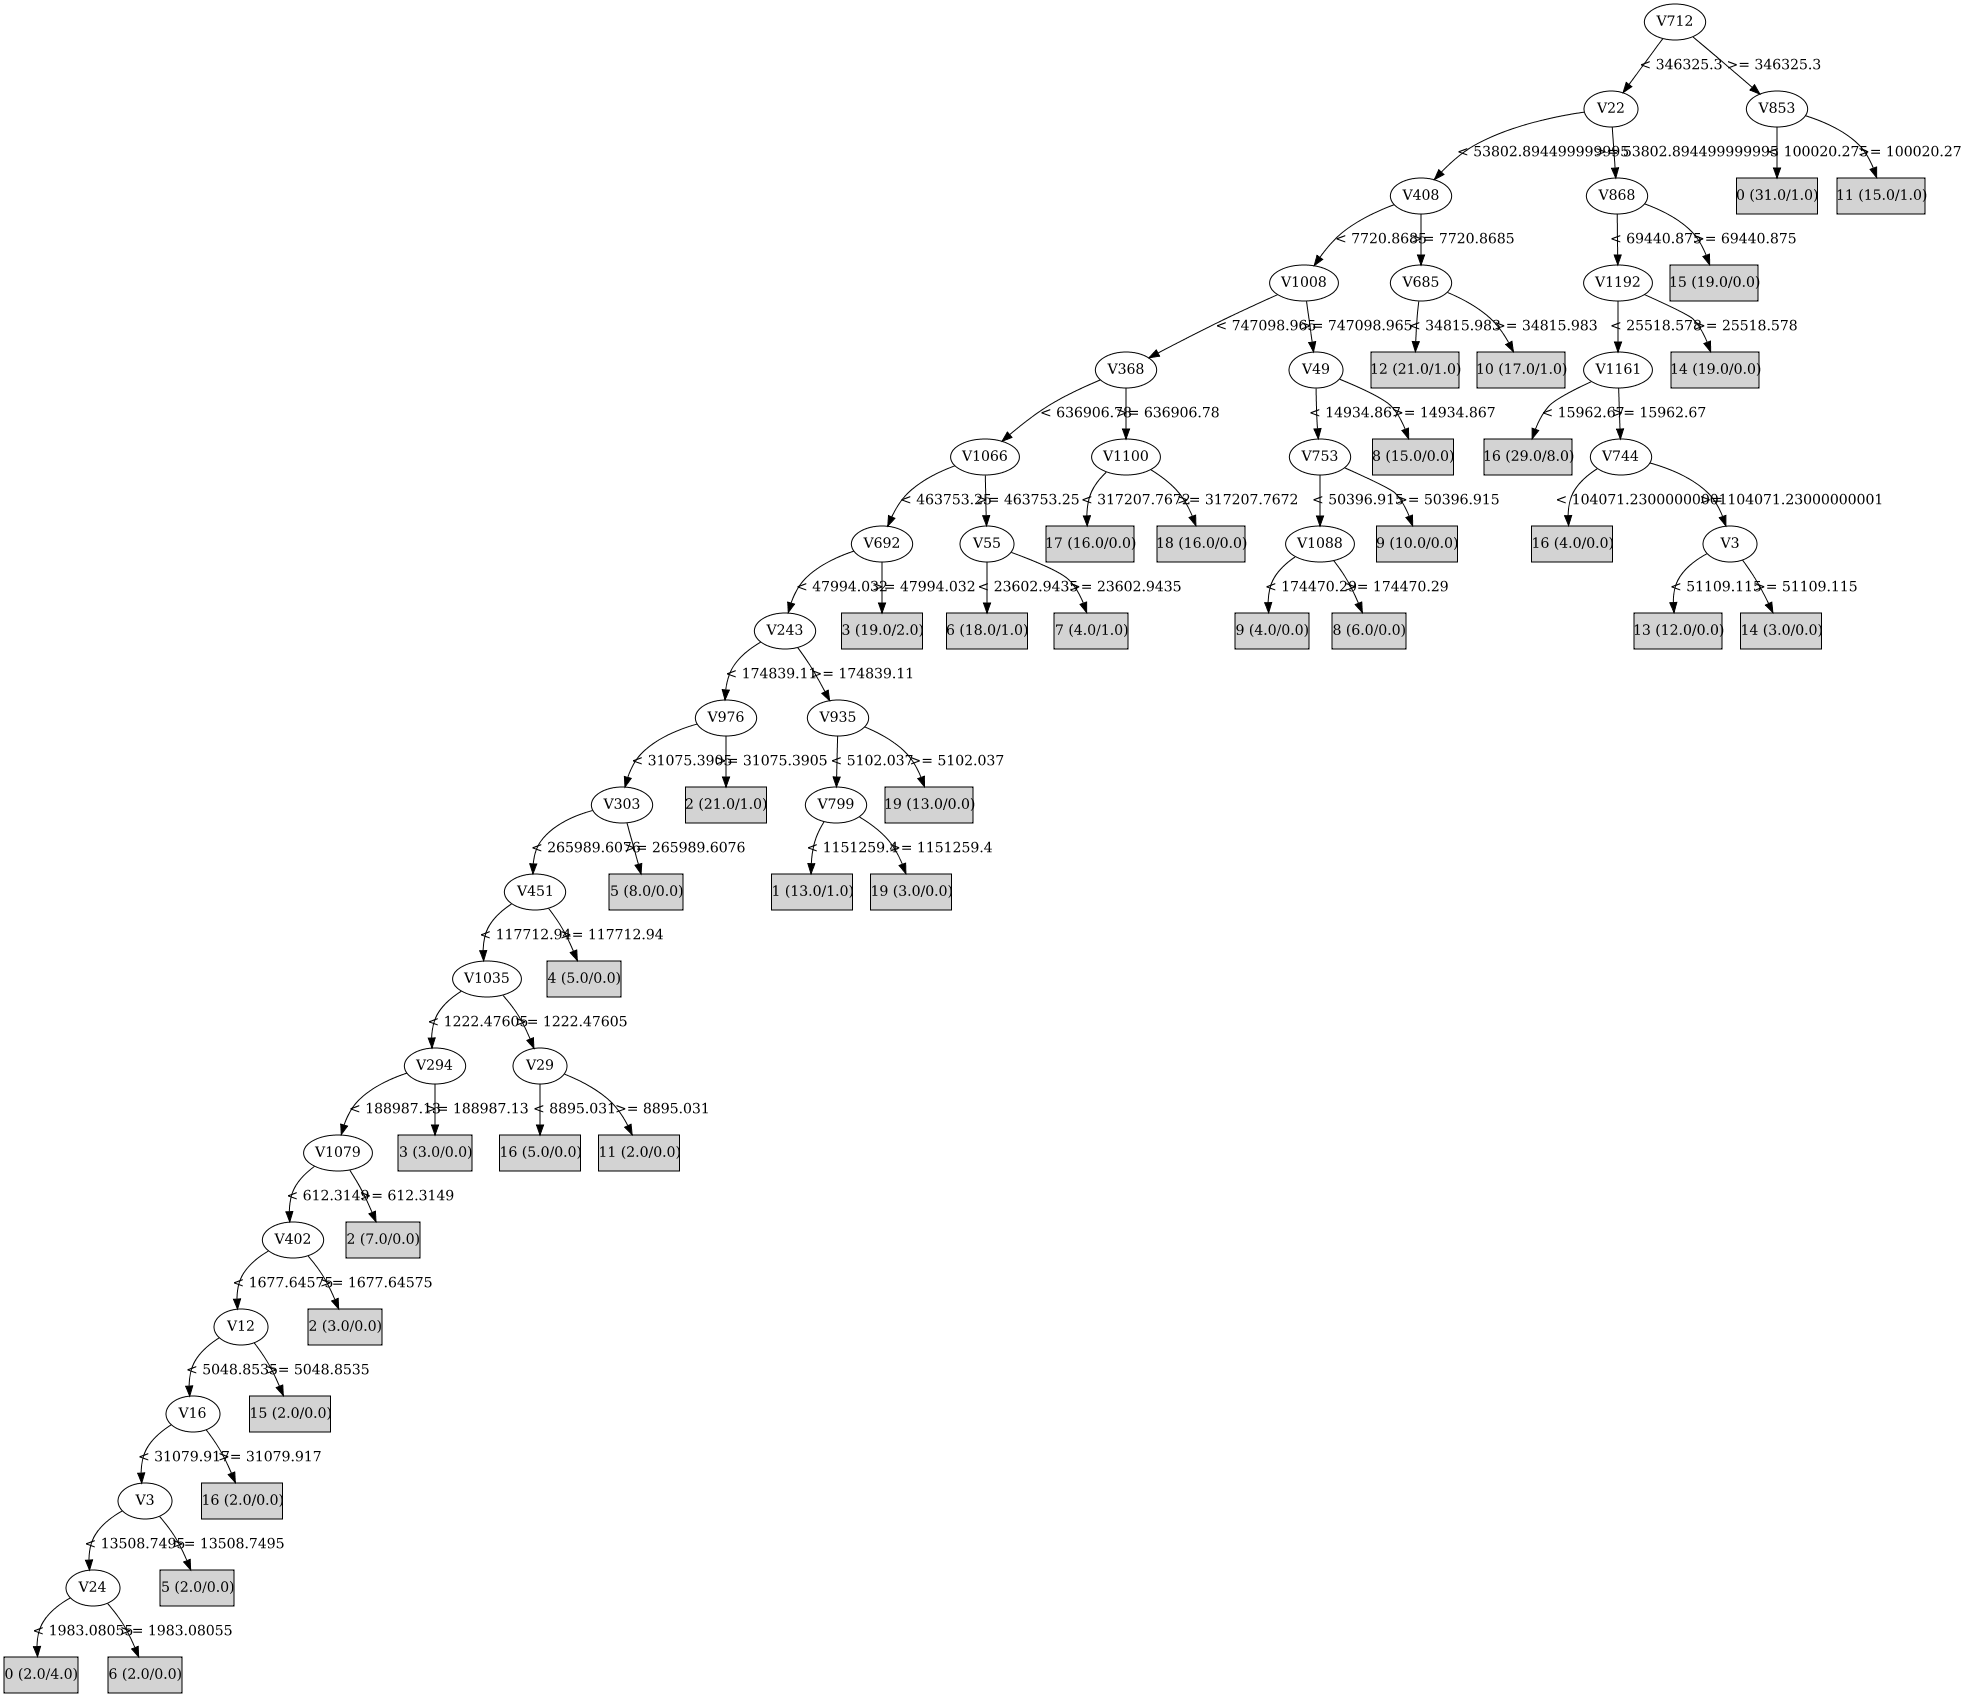 V712
< 346325.3 >= 346325.3
V22 V853
< 53802.894499999995 >= 53802.894499999995 < 100020.275 >= 100020.27
V408 V868 0 (31.0/1.0) 11 (15.0/1.0)
< 7720.8685 >= 7720.8685 < 69440.875 >= 69440.875
V1008 V685 V1192 15 (19.0/0.0)
< 747098.965 >= 747098.965 < 34815.983 >= 34815.983 < 25518.578 >= 25518.578
V368 V49 12 (21.0/1.0) 10 (17.0/1.0) V1161 14 (19.0/0.0)
< 636906.78 >= 636906.78 < 14934.867 >= 14934.867 < 15962.67 >= 15962.67
V1066 V1100 V753 8 (15.0/0.0) 16 (29.0/8.0) V744
< 463753.25 >= 463753.25 < 317207.7672 >= 317207.7672 < 50396.915 >= 50396.915 < 104071.23000000001 >= 104071.23000000001
V692 V55 17 (16.0/0.0) 18 (16.0/0.0) V1088 9 (10.0/0.0) 16 (4.0/0.0) V3
< 47994.032 >= 47994.032 < 23602.9435 >= 23602.9435 < 174470.29 >= 174470.29 < 51109.115 >= 51109.115
V243 3 (19.0/2.0) 6 (18.0/1.0) 7 (4.0/1.0) 9 (4.0/0.0) 8 (6.0/0.0) 13 (12.0/0.0) 14 (3.0/0.0)
< 174839.11 >= 174839.11
V976 V935
< 31075.3905 >= 31075.3905 < 5102.037 >= 5102.037
V303 2 (21.0/1.0) V799 19 (13.0/0.0)
< 265989.6076 >= 265989.6076 < 1151259.4 >= 1151259.4
V451 5 (8.0/0.0) 1 (13.0/1.0) 19 (3.0/0.0)
< 117712.94 >= 117712.94
V1035 4 (5.0/0.0)
< 1222.47605 >= 1222.47605
V294 V29
< 188987.13 >= 188987.13 < 8895.031 >= 8895.031
V1079 3 (3.0/0.0) 16 (5.0/0.0) 11 (2.0/0.0)
< 612.3149 >= 612.3149
V402 2 (7.0/0.0)
< 1677.64575 >= 1677.64575
V12 2 (3.0/0.0)
< 5048.8535 >= 5048.8535
V16 15 (2.0/0.0)
< 31079.917 >= 31079.917
V3 16 (2.0/0.0)
< 13508.7495 >= 13508.7495
V24 5 (2.0/0.0)
< 1983.08055 >= 1983.08055
0 (2.0/4.0) 6 (2.0/0.0)